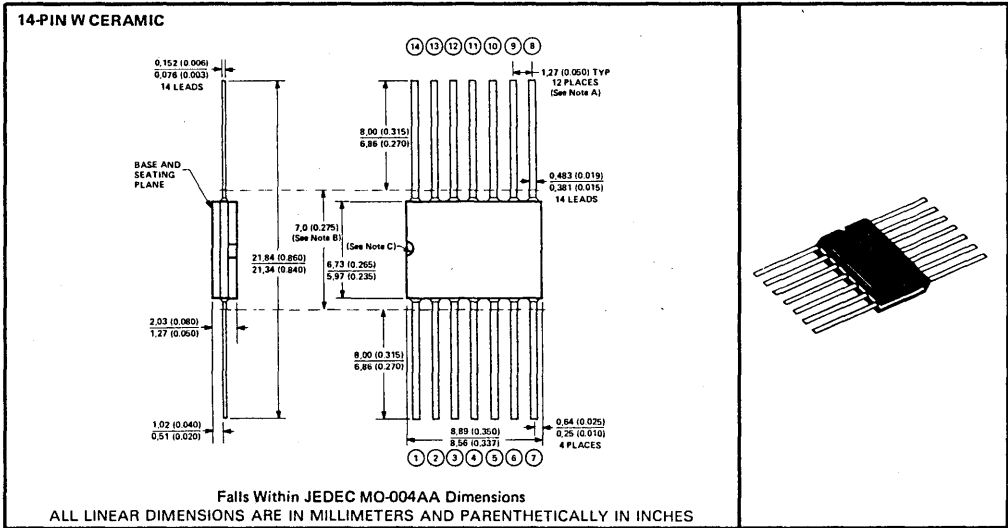 14-PIN W CERAMIC
14 13 12 11 10 9 8
0,152 (0.006)
0,076 (0.003)
14 LEADS
1,27 (0.050) TYP
12 PLACES
(See Note A)
8,00 (0.315)
6,86 (0.270)
BASE AND
SEATING
PLANE
0,483 (0.019)
0,381 (0.015)
14 LEADS
7,0 (0.275)
(See Note B)
(See Note C)
21,84 (0.860)
21,34 (0.840)
6,73 (0.265)
5,97 (0.235)
2,03 (0.080)
1,27 (0.050)
8,00 (0.315)
6,86 (0.270)
1,02 (0.040)
0,51 (0.020)
8,89 (0.350)
8,56 (0.337)
0,64 (0.025)
0,25 (0.010)
4 PLACES
1 2 3 4 5 6 7
Falls Within JEDEC MO-004AA Dimensions
ALL LINEAR DIMENSIONS ARE IN MILLIMETERS AND PARENTHETICALLY IN INCHES